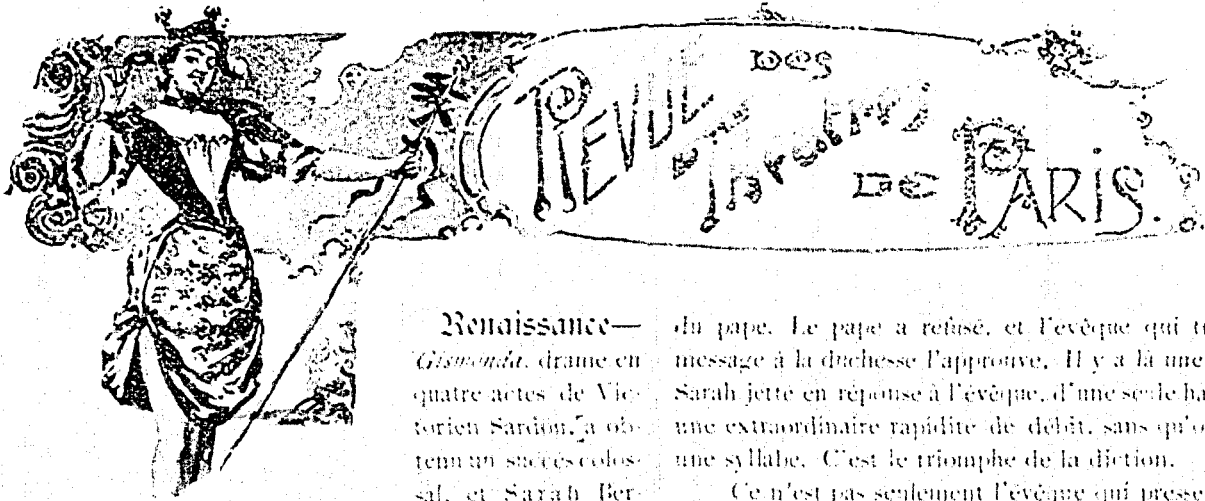 REVUE DES
Théatres
DE PARIS.
Renaissance—
Gismonda, drame en
quatre actes de Vic-
torien Sardou, a ob-
tenu un succès colos-
sal, et Sarah Ber-
du pape. Le pape a refusé, et l'évêque qui
message à la duchesse l'approuve. Il y a là une
Sarah jette en réponse à l'évêque, d'une seule
une extraordinaire rapidité de débit, sans
une syllabe. C'est le triomphe de la diction.
Ce n'est pas seulement l'évêque qui presse